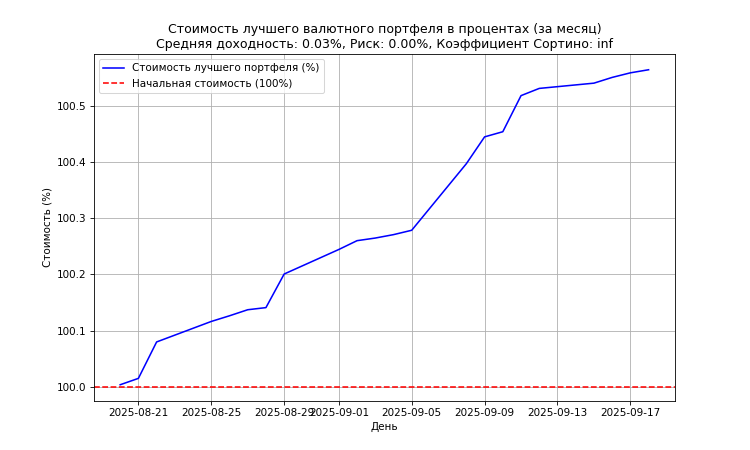 Стоимость лучшего валютного портфеля в процентах (за месяц)
Средняя доходность: 0.03%, Риск: 0.00%, Коэффициент Сортино: inf
Стоимость лучшего портфеля (%)
Начальная стоимость (100%)
Стоимость (%)
100.5
100.4
100.3
100.2
100.1
100.0
2025-08-21 2025-08-25 2025-08-29 2025-09-01 2025-09-05 2025-09-09 2025-09-13 2025-09-17
День